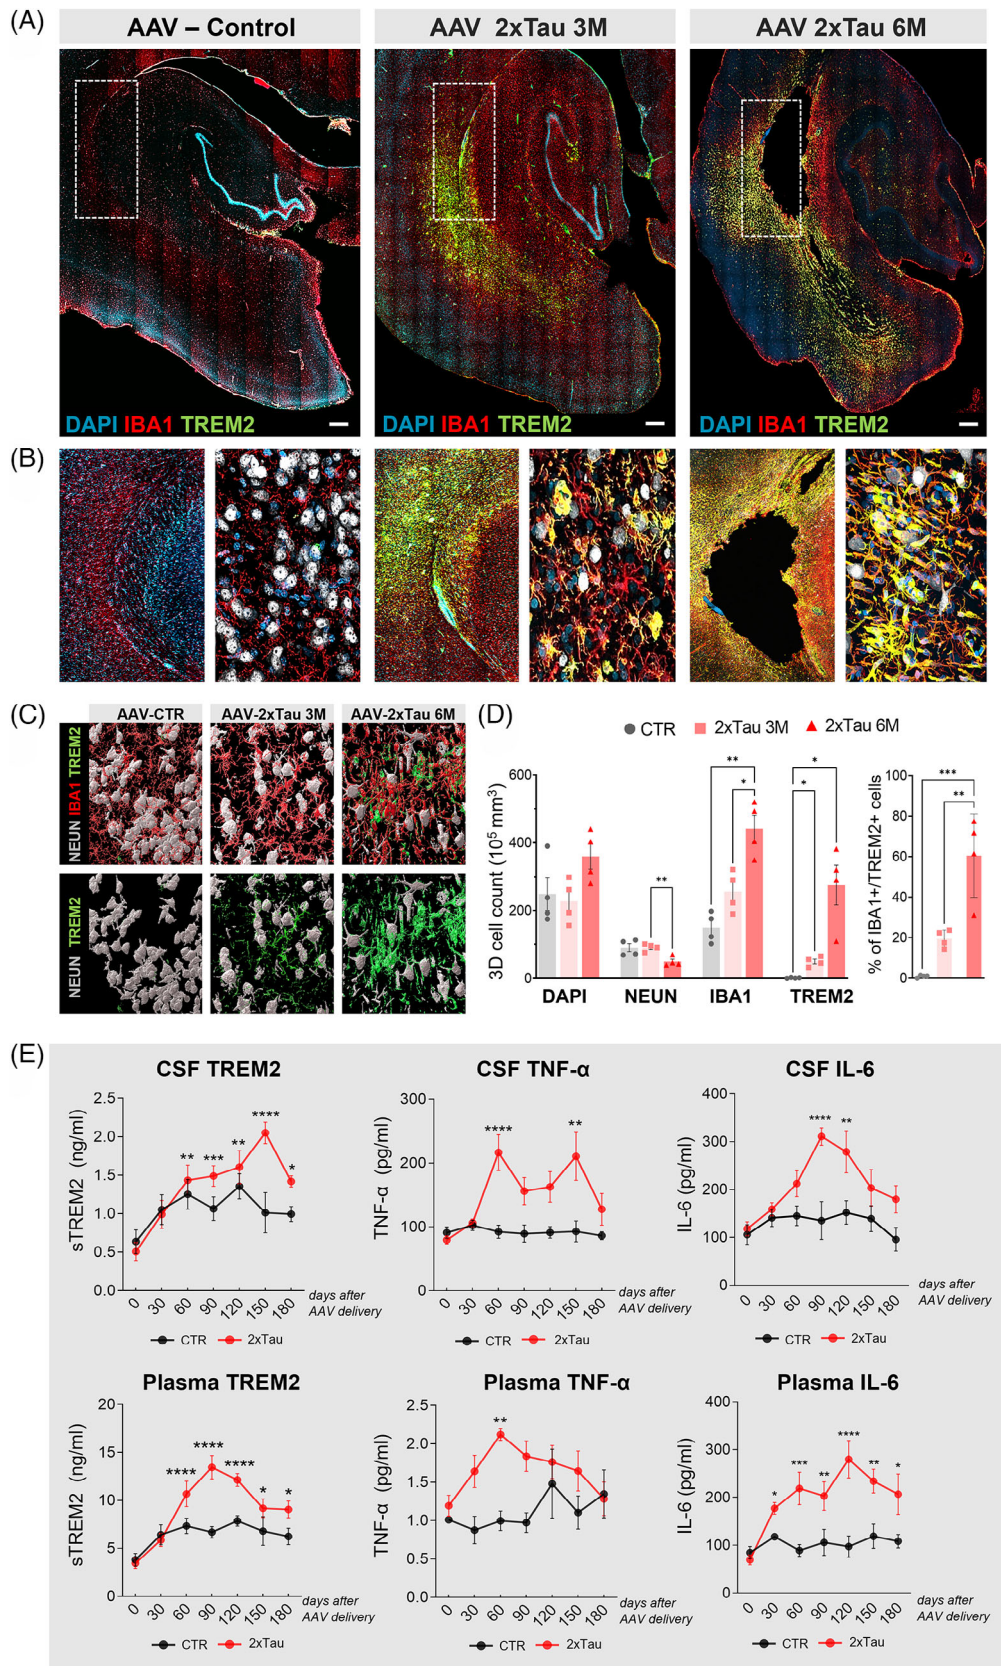 (A)
AAV – Control
AAV 2xTau 3M
AAV 2xTau 6M
DAPI IBA1 TREM2
DAPI IBA1 TREM2
DAPI IBA1 TREM2
(B)
(C)
AAV-CTR
AAV-2xTau 3M
AAV-2xTau 6M
NEUN IBA1 TREM2
NEUN TREM2
(D)
CTR
2xTau 3M
2xTau 6M
3D cell count (10⁵ mm³)
600
400
200
0
** * * * **
DAPI NEUN IBA1 TREM2
% of IBA1+/TREM2+ cells
100
80
60
40
20
0
***
**
(E)
CSF TREM2
sTREM2 (ng/ml)
2.5
2.0
1.5
1.0
0.5
0.0
** *** ** **** *
0 30 60 90 120 150 180
days after
AAV delivery
CTR 2xTau
CSF TNF-α
TNF-α (pg/ml)
300
200
100
0
**** **
0 30 60 90 120 150 180
days after
AAV delivery
CTR 2xTau
CSF IL-6
IL-6 (pg/ml)
400
300
200
100
0
**** **
0 30 60 90 120 150 180
days after
AAV delivery
CTR 2xTau
Plasma TREM2
sTREM2 (ng/ml)
20
15
10
5
0
**** **** **** * *
0 30 60 90 120 150 180
days after
AAV delivery
CTR 2xTau
Plasma TNF-α
TNF-α (pg/ml)
2.5
2.0
1.5
1.0
0.5
0.0
**
0 30 60 90 120 150 180
days after
AAV delivery
CTR 2xTau
Plasma IL-6
IL-6 (pg/ml)
400
300
200
100
0
* *** ** **** ** *
0 30 60 90 120 150 180
days after
AAV delivery
CTR 2xTau